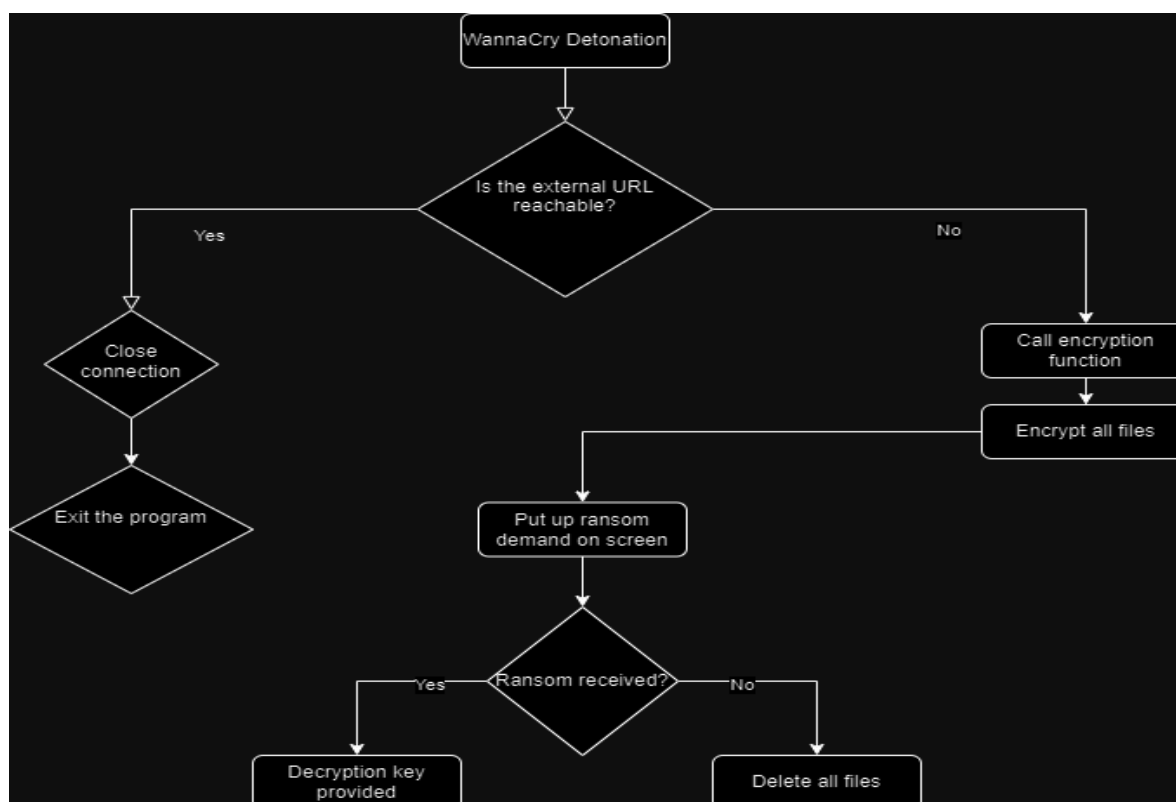 WannaCry Detonation
Is the external URL
reachable?
Yes
No
Close
connection
Call encryption
function
Encrypt all files
Exit the program
Put up ransom
demand on screen
Ransom received?
Yes
No
Decryption key
provided
Delete all files